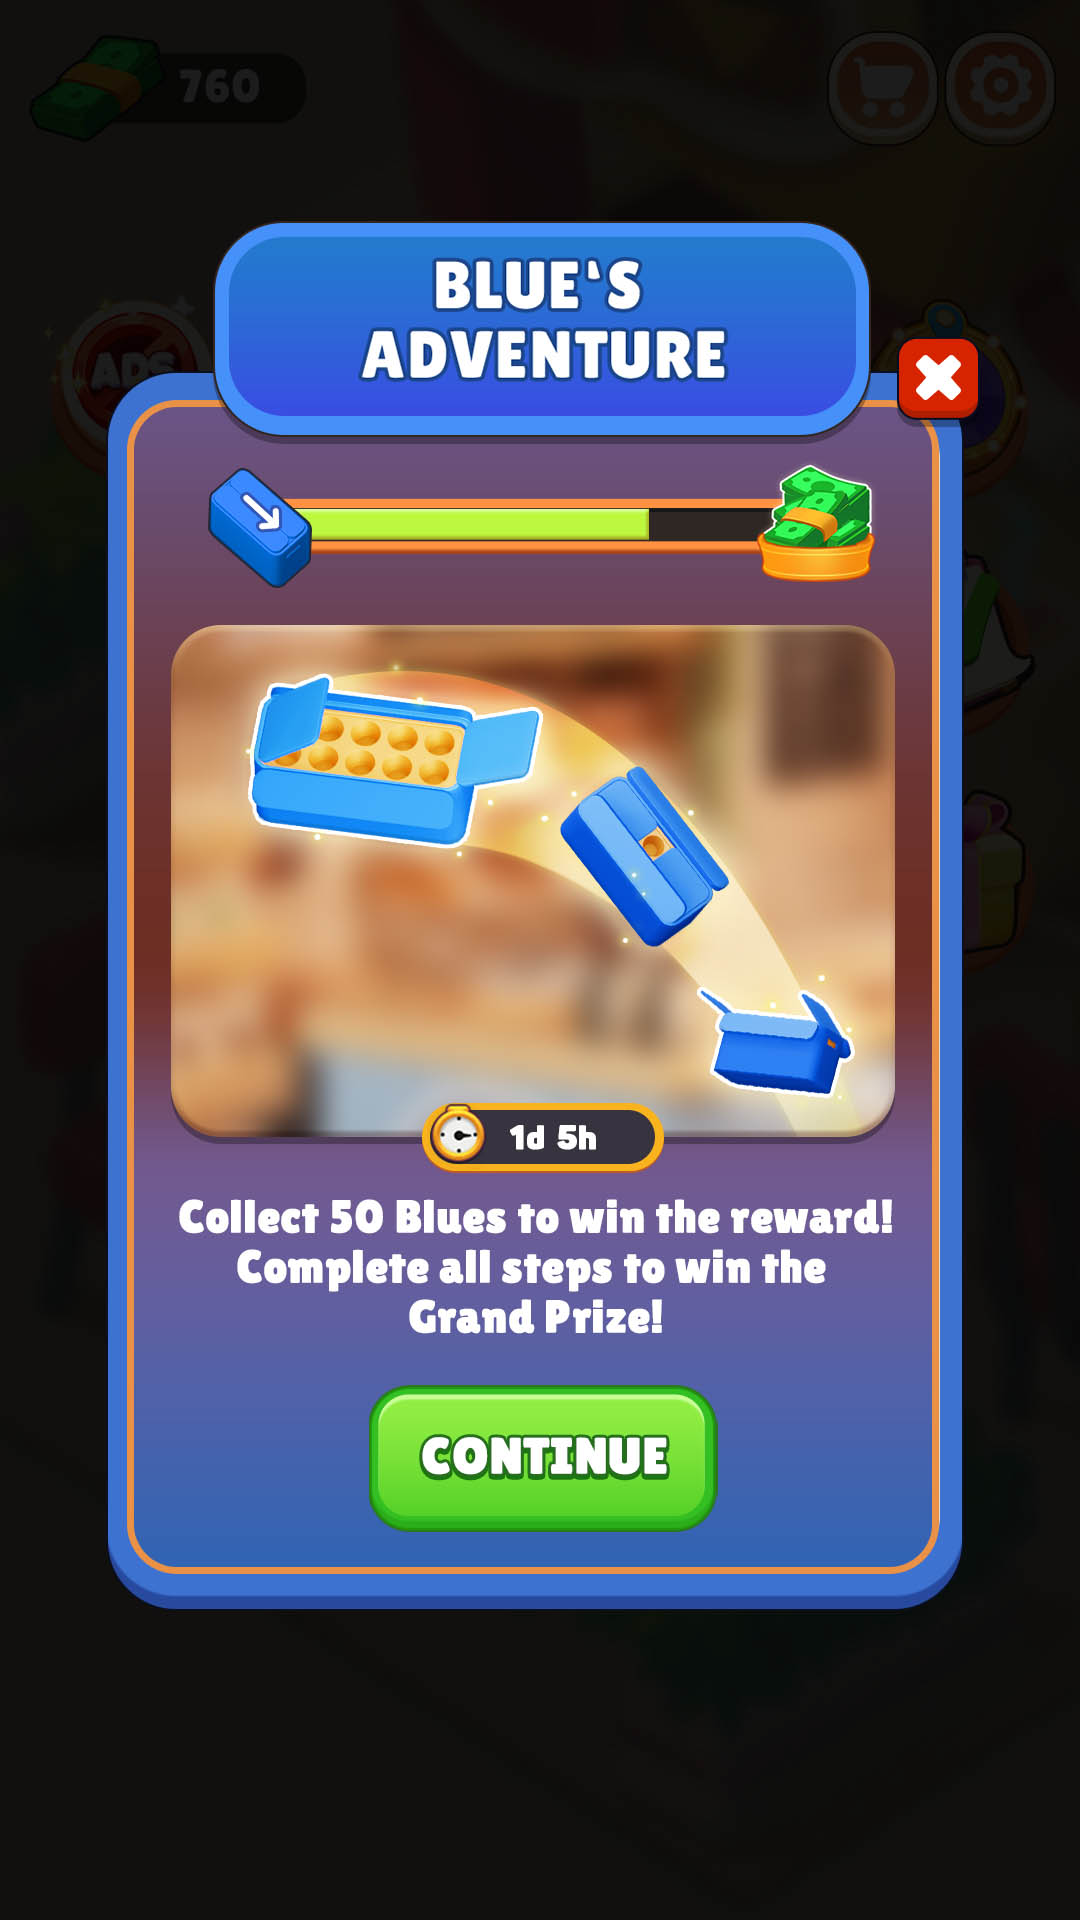 760
BLUE'S
ADVENTURE
ADS
1d 5h
Collect 50 Blues to win the reward!
Complete all steps to win the
Grand Prize!
CONTINUE